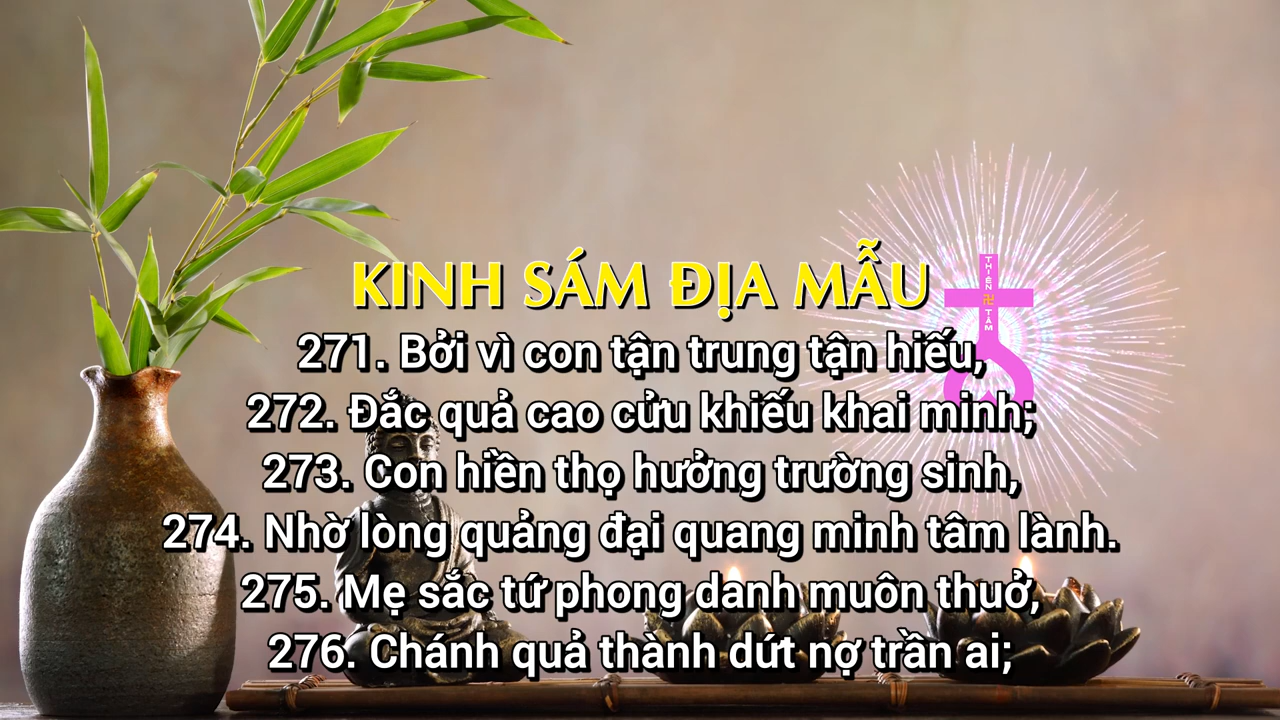 KINH SÁM ĐỊA MẪU
THIÊN
卍
TÂM
271. Bởi vì con tận trung tận hiếu,
272. Đắc quả cao cửu khiếu khai minh;
273. Con hiền thọ hưởng trường sinh,
274. Nhờ lòng quảng đại quang minh tâm lành.
275. Mẹ sắc tứ phong danh muôn thuở,
276. Chánh quả thành dứt nợ trần ai;